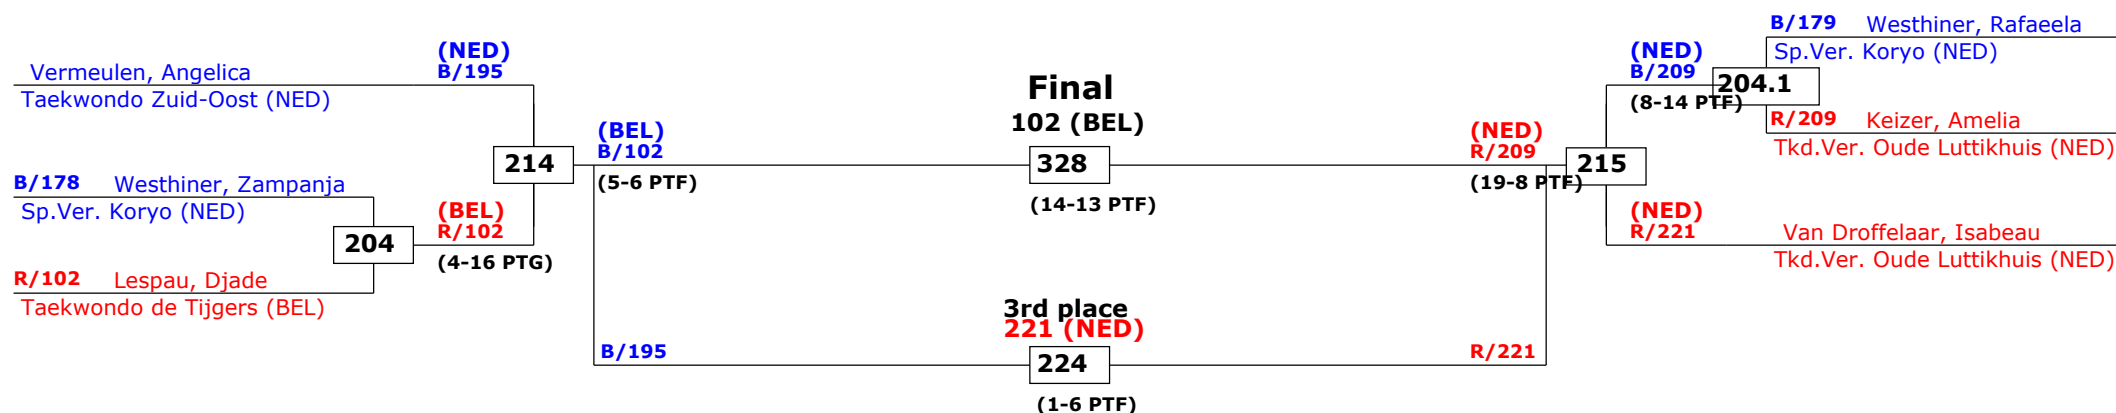 B/179 Westhiner, Rafaeela
(NED)
(NED)
Sp.Ver. Koryo (NED)
Vermeulen, Angelica
B/195
B/209
Final
204.1
Taekwondo Zuid-Oost (NED)
(8-14 PTF)
102 (BEL)
R/209 Keizer, Amelia
(BEL)
(NED)
B/102
R/209
Tkd.Ver. Oude Luttikhuis (NED)
214
328
215
B/178 Westhiner, Zampanja
(5-6 PTF)
(19-8 PTF)
Sp.Ver. Koryo (NED)
(BEL)
(14-13 PTF)
(NED)
R/102
R/221
Van Droffelaar, Isabeau
204
(4-16 PTG)
Tkd.Ver. Oude Luttikhuis (NED)
R/102 Lespau, Djade
Taekwondo de Tijgers (BEL)
3rd place
221 (NED)
B/195
R/221
224
(1-6 PTF)